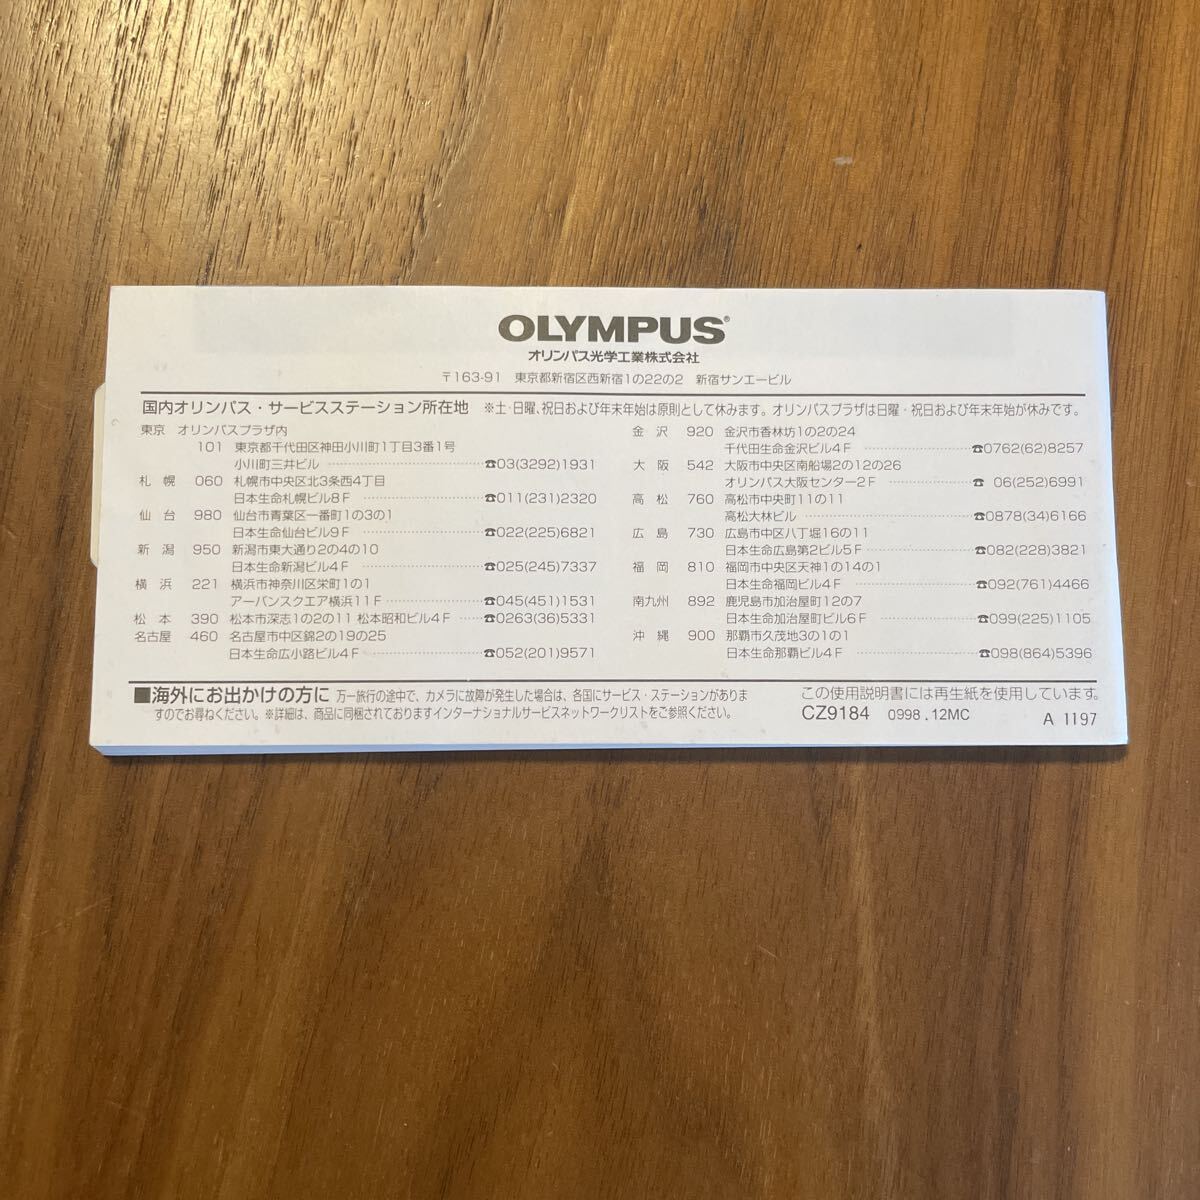 OLYMPUS®
オリンパス光学工業株式会社
〒163-91 東京都新宿区西新宿1の22の2 新宿サンエービル
国内オリンパス・サービスステーション所在地 ※土・日曜、祝日および年末年始は原則として休みます。オリンパスプラザは日曜・祝日および年末年始が休みです。
東京 オリンパスプラザ内
101 東京都千代田区神田小川町1丁目3番1号
小川町三井ビル ☎03(3292)1931
札幌 060 札幌市中央区北3条西4丁目
日本生命札幌ビル8F ☎011(231)2320
仙台 980 仙台市青葉区一番町1の3の1
日本生命仙台ビル9F ☎022(225)6821
新潟 950 新潟市東大通り2の4の10
日本生命新潟ビル4F ☎025(245)7337
横浜 221 横浜市神奈川区栄町1の1
アーバンスクエア横浜11F ☎045(451)1531
松本 390 松本市深志1の2の11 松本昭和ビル4F ☎0263(36)5331
名古屋 460 名古屋市中区錦2の19の25
日本生命広小路ビル4F ☎052(201)9571
金沢 920 金沢市香林坊1の2の24
千代田生命金沢ビル4F ☎0762(62)8257
大阪 542 大阪市中央区南船場2の12の26
オリンパス大阪センター2F ☎06(252)6991
高松 760 高松市中央町11の11
高松大林ビル ☎0878(34)6166
広島 730 広島市中区八丁堀16の11
日本生命広島第2ビル5F ☎082(228)3821
福岡 810 福岡市中央区天神1の14の1
日本生命福岡ビル4F ☎092(761)4466
南九州 892 鹿児島市加治屋町12の7
日本生命加治屋町ビル6F ☎099(225)1105
沖縄 900 那覇市久茂地3の1の1
日本生命那覇ビル4F ☎098(864)5396
■海外にお出かけの方に 万一旅行の途中で、カメラに故障が発生した場合は、各国にサービス・ステーションがありま
すのでお尋ねください。※詳細は、商品に同梱されておりますインターナショナルサービスネットワークリストをご参照ください。
この使用説明書には再生紙を使用しています。
CZ9184 0998.12MC A 1197